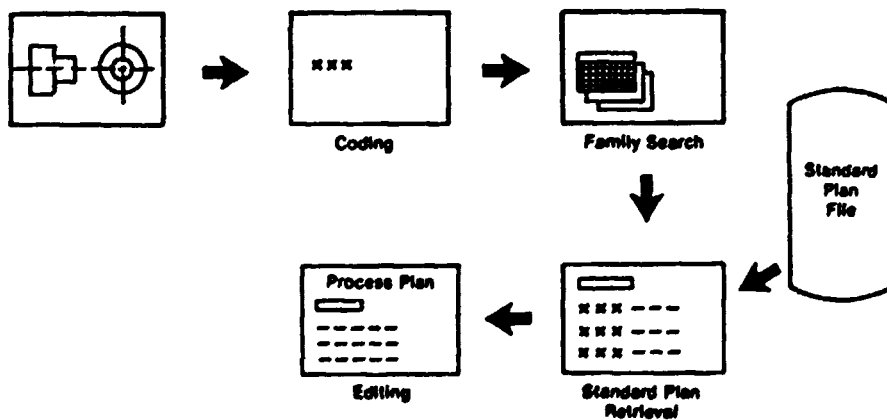 x x x
Coding
Family Search
Standard
Plan
File
Process Plan
Editing
x x x
x x x
x x x
Standard Plan
Retrieval